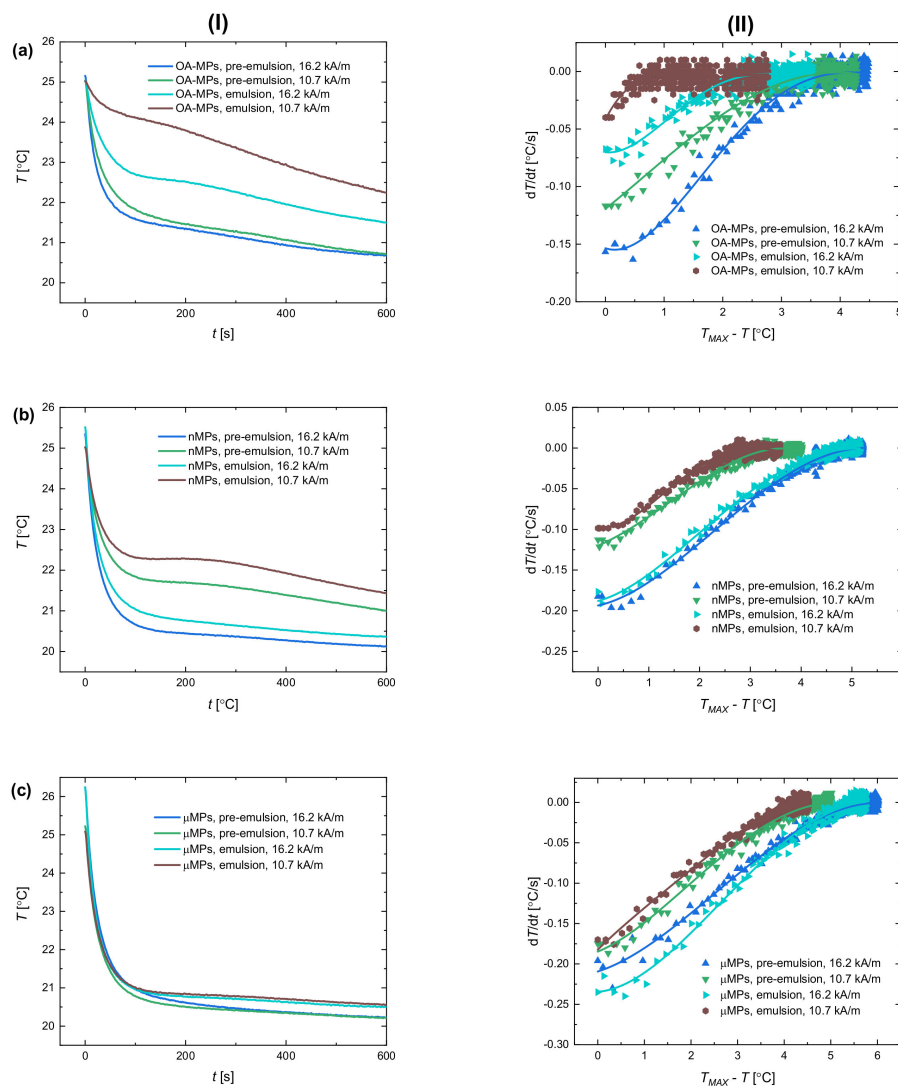 (I)
(II)
(a)
26
25
24
23
22
21
20
0
200
400
600
T [°C]
t [s]
OA-MPs, pre-emulsion, 16.2 kA/m
OA-MPs, pre-emulsion, 10.7 kA/m
OA-MPs, emulsion, 16.2 kA/m
OA-MPs, emulsion, 10.7 kA/m
0.00
-0.05
-0.10
-0.15
-0.20
0
1
2
3
4
5
dT/dt [°C/s]
TMAX - T [°C]
OA-MPs, pre-emulsion, 16.2 kA/m
OA-MPs, pre-emulsion, 10.7 kA/m
OA-MPs, emulsion, 16.2 kA/m
OA-MPs, emulsion, 10.7 kA/m
(b)
26
25
24
23
22
21
20
0
200
400
600
T [°C]
t [°C]
nMPs, pre-emulsion, 16.2 kA/m
nMPs, pre-emulsion, 10.7 kA/m
nMPs, emulsion, 16.2 kA/m
nMPs, emulsion, 10.7 kA/m
0.05
0.00
-0.05
-0.10
-0.15
-0.20
-0.25
0
1
2
3
4
5
dT/dt [°C/s]
TMAX - T [°C]
nMPs, pre-emulsion, 16.2 kA/m
nMPs, pre-emulsion, 10.7 kA/m
nMPs, emulsion, 16.2 kA/m
nMPs, emulsion, 10.7 kA/m
(c)
26
25
24
23
22
21
20
0
200
400
600
T [°C]
t [s]
μMPs, pre-emulsion, 16.2 kA/m
μMPs, pre-emulsion, 10.7 kA/m
μMPs, emulsion, 16.2 kA/m
μMPs, emulsion, 10.7 kA/m
0.00
-0.05
-0.10
-0.15
-0.20
-0.25
-0.30
0
1
2
3
4
5
6
dT/dt [°C/s]
TMAX - T [°C]
μMPs, pre-emulsion, 16.2 kA/m
μMPs, pre-emulsion, 10.7 kA/m
μMPs, emulsion, 16.2 kA/m
μMPs, emulsion, 10.7 kA/m